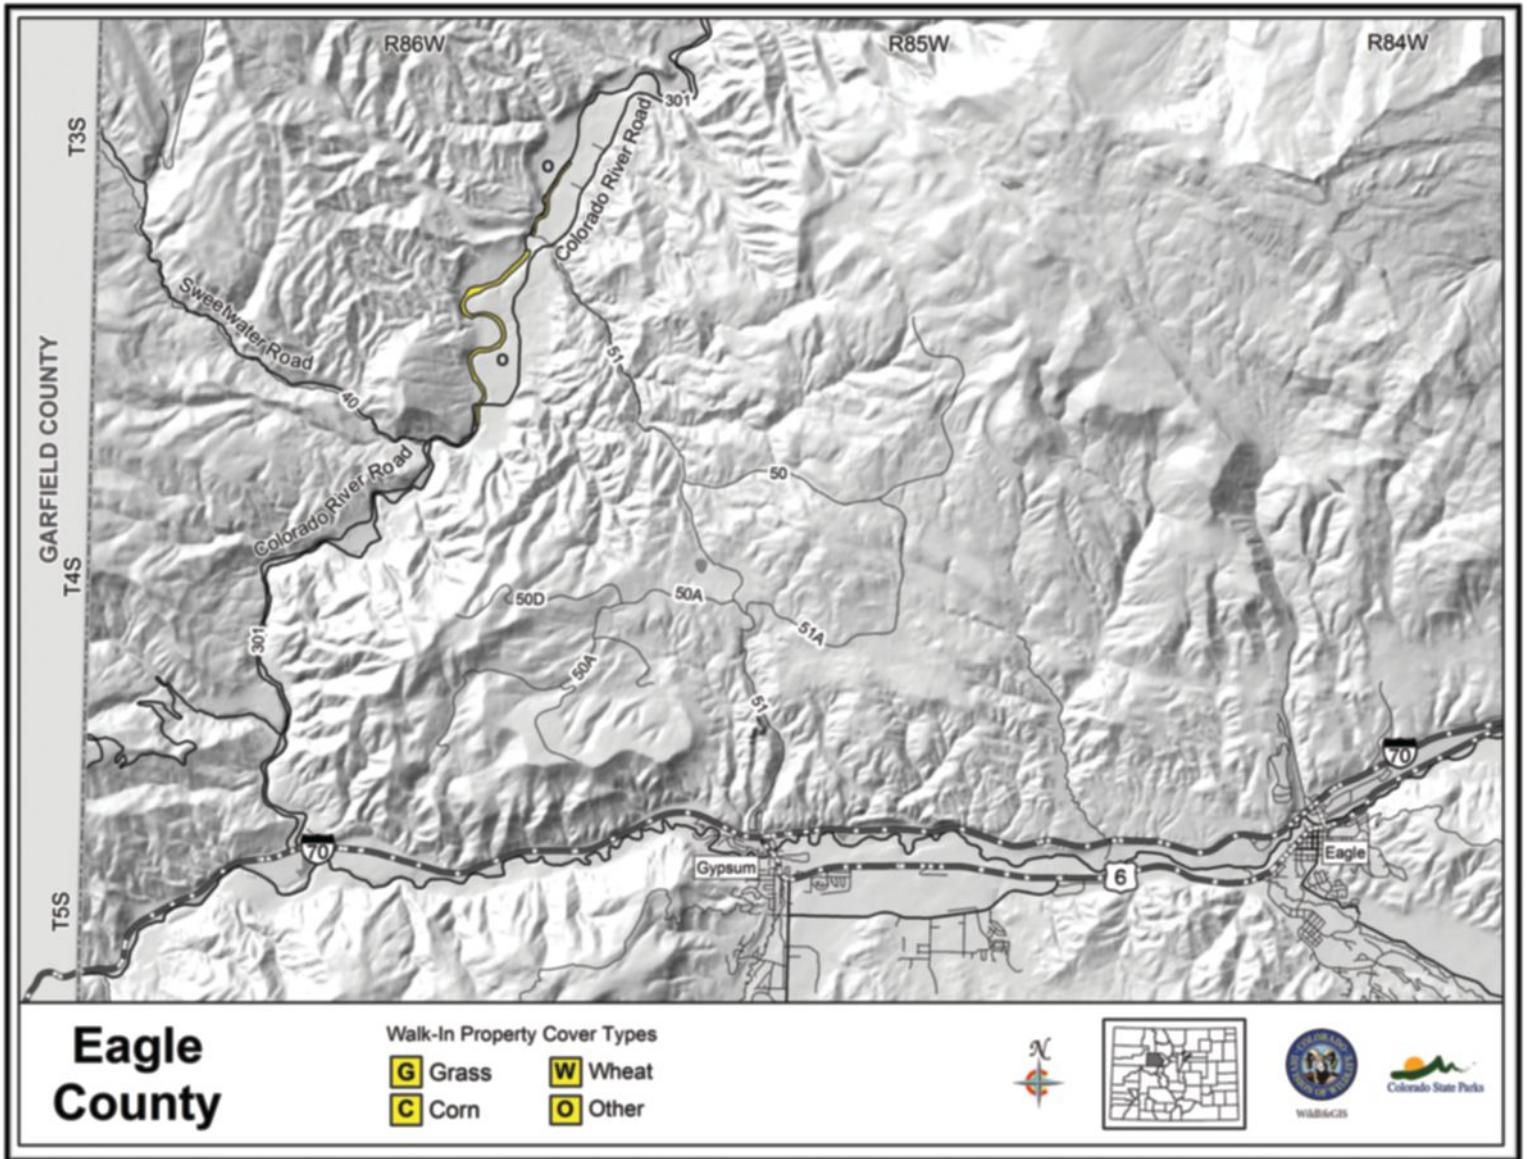 R86W
R85W
R84W
T3S
301
O
Colorado River Road
Sweetwater Road
51
O
40
GARFIELD COUNTY
50
Colorado River Road
T4S
50D
50A
51A
301
50A
51
70
70
Gypsum
Eagle
6
T5S
Eagle
County
Walk-In Property Cover Types
G Grass
W Wheat
C Corn
O Other
N
WildlifeGIS
Colorado State Parks